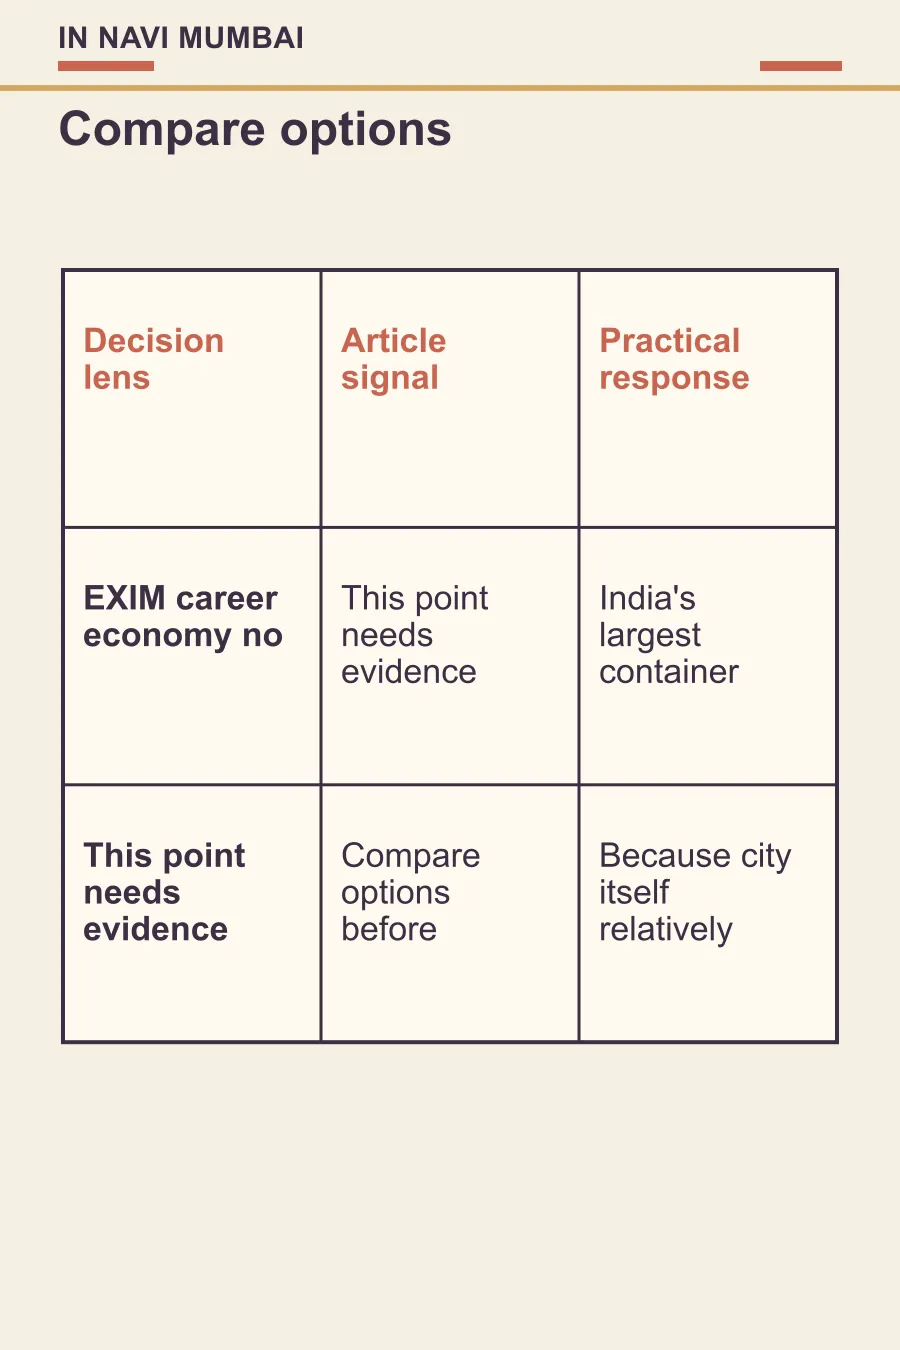 IN NAVI MUMBAI
Compare options
Decision
lens
Article
signal
Practical
response
EXIM career
economy no
This point
needs
evidence
India's
largest
container
This point
needs
evidence
Compare
options
before
Because city
itself
relatively